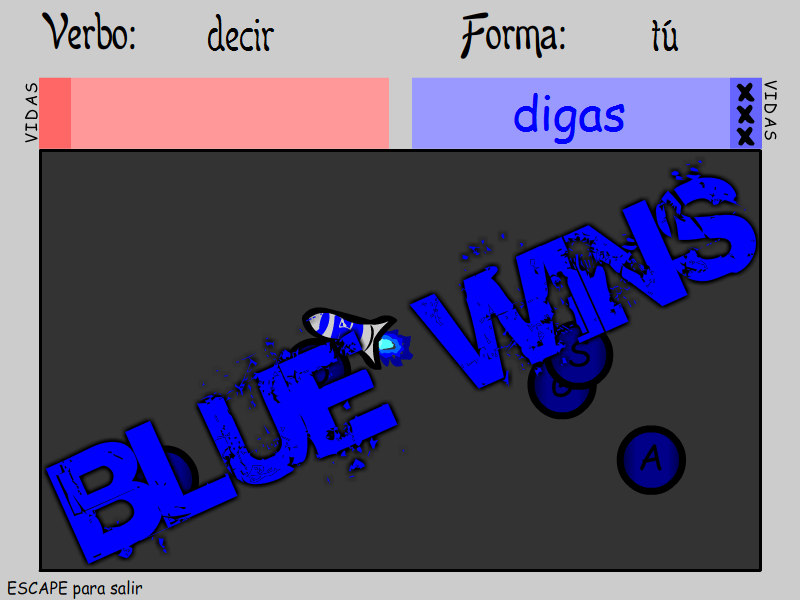 Verbo: decir Forma: tú
VIDAS
digas
VIDAS
BLUE WINS
S
A
ESCAPE para salir